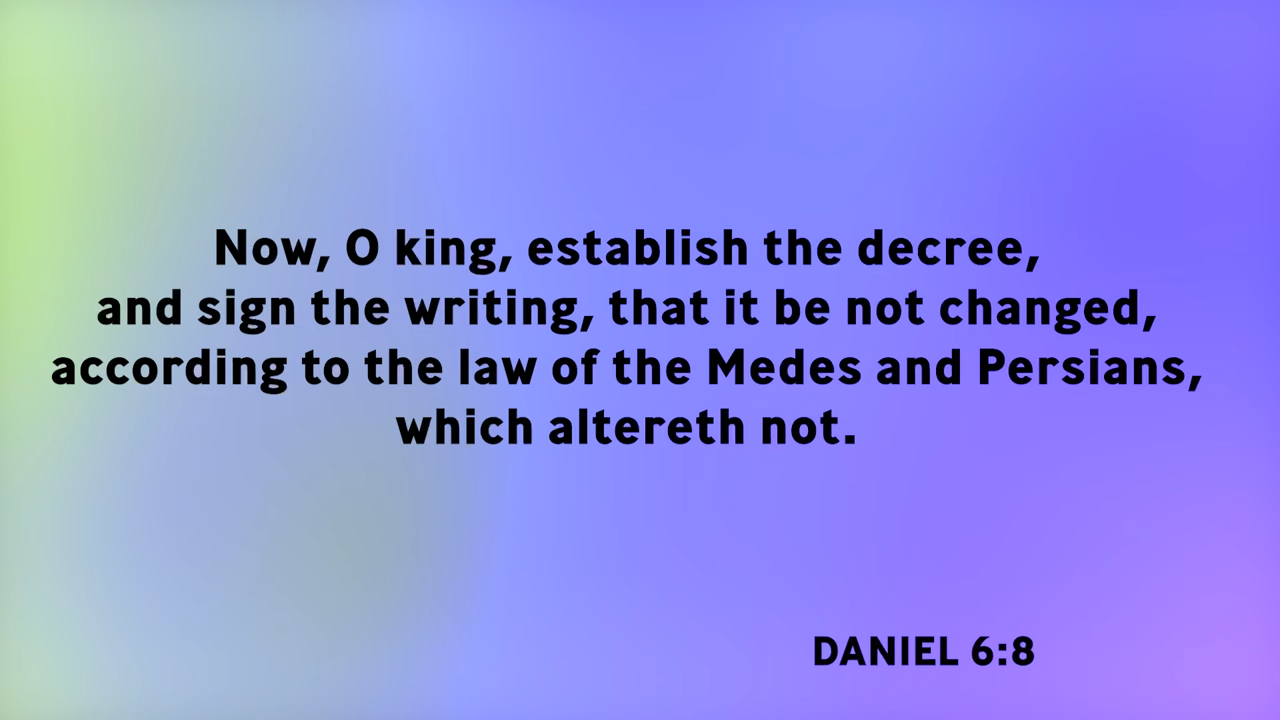 Now, O king, establish the decree,
and sign the writing, that it be not changed,
according to the law of the Medes and Persians,
which altereth not.
DANIEL 6:8